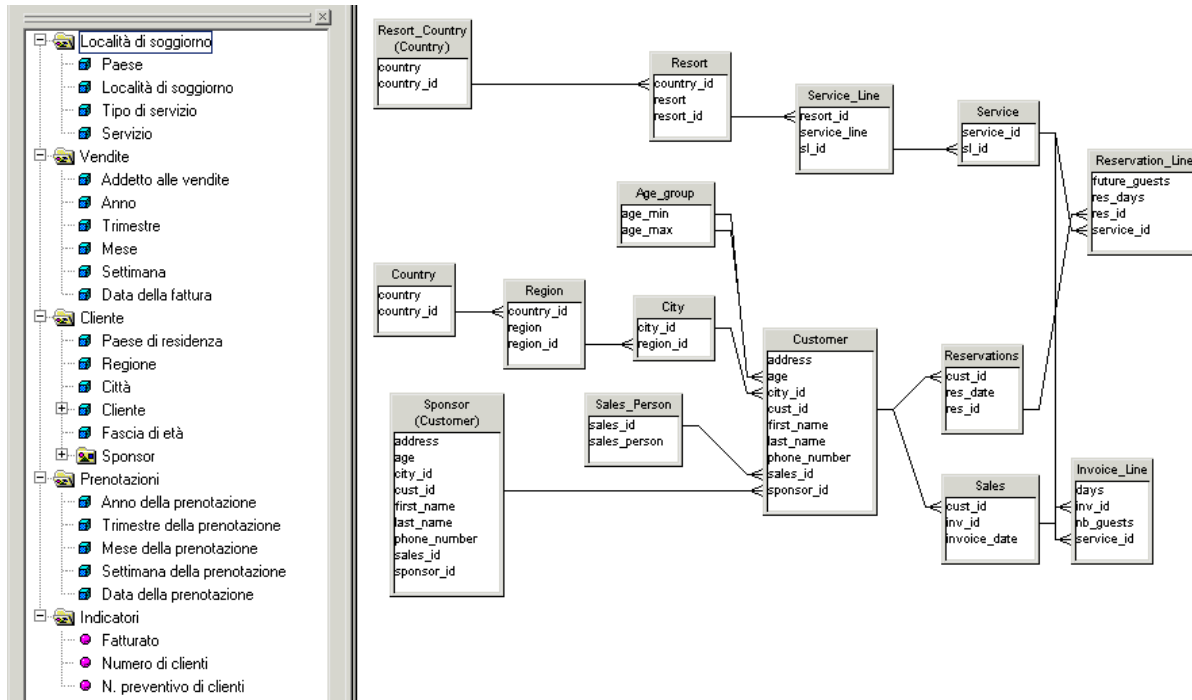 Località di soggiorno
Paese
Località di soggiorno
Tipo di servizio
Servizio
Vendite
Addetto alle vendite
Anno
Trimestre
Mese
Settimana
Data della fattura
Cliente
Paese di residenza
Regione
Città
Cliente
Fascia di età
Sponsor
Prenotazioni
Anno della prenotazione
Trimestre della prenotazione
Mese della prenotazione
Settimana della prenotazione
Data della prenotazione
Indicatori
Fatturato
Numero di clienti
N. preventivo di clienti
Resort_Country
(Country)
country
country_id
Resort
country_id
resort
resort_id
Service_Line
resort_id
service_line
sl_id
Service
service_id
sl_id
Reservation_Line
future_guests
res_days
res_id
service_id
Age_group
age_min
age_max
Country
country
country_id
Region
country_id
region
region_id
City
city_id
region_id
Customer
address
age
city_id
cust_id
first_name
last_name
phone_number
sales_id
sponsor_id
Reservations
cust_id
res_date
res_id
Sponsor
(Customer)
address
age
city_id
cust_id
first_name
last_name
phone_number
sales_id
sponsor_id
Sales_Person
sales_id
sales_person
Sales
cust_id
inv_id
invoice_date
Invoice_Line
days
inv_id
nb_guests
service_id